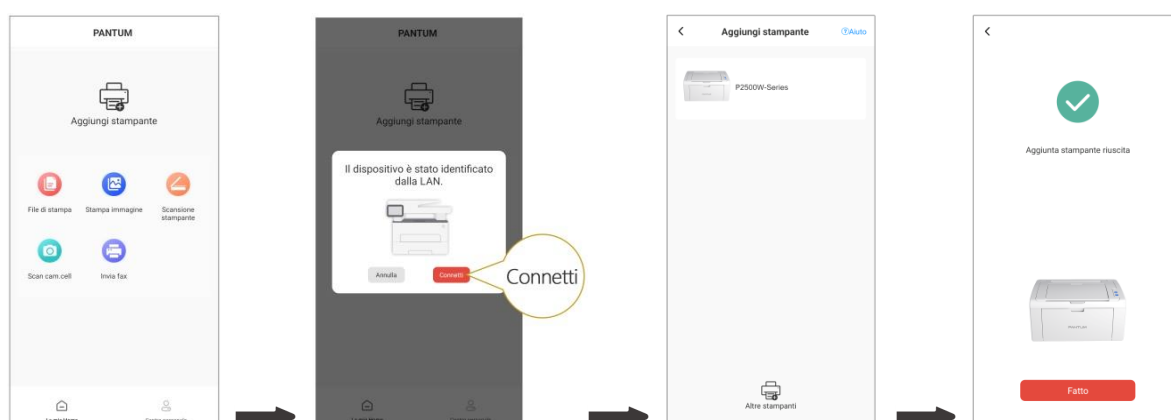 PANTUM
Aggiungi stampante
File di stampa
Stampa immagine
Scansione
stampante
Scan cam.cell
Invia fax
PANTUM
Aggiungi stampante
Il dispositivo è stato identificato
dalla LAN.
Annulla
Connetti
Connetti
Aggiungi stampante
Aiuto
P2500W-Series
Altre stampanti
Aggiunta stampante riuscita
PANTUM
Fatto